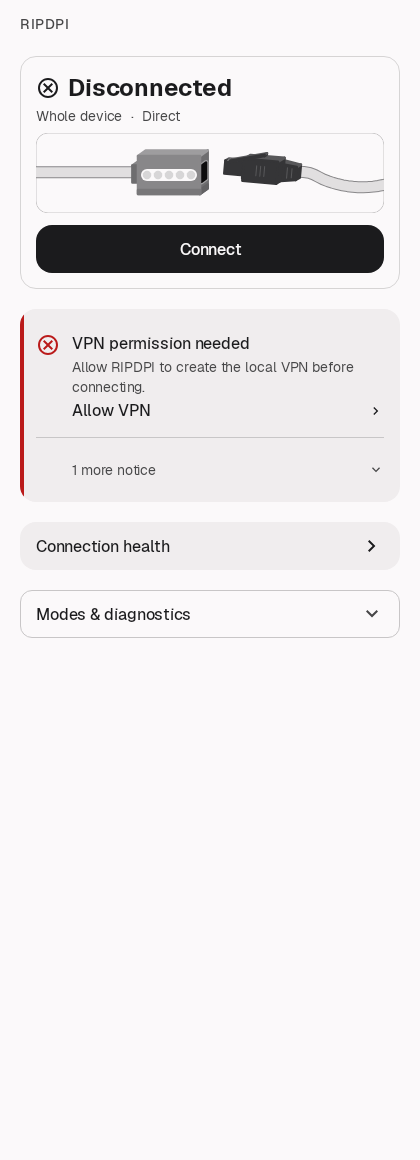 RIPDPI
Disconnected
Whole device · Direct
Connect
VPN permission needed
Allow RIPDPI to create the local VPN before
connecting.
Allow VPN
1 more notice
Connection health
Modes & diagnostics